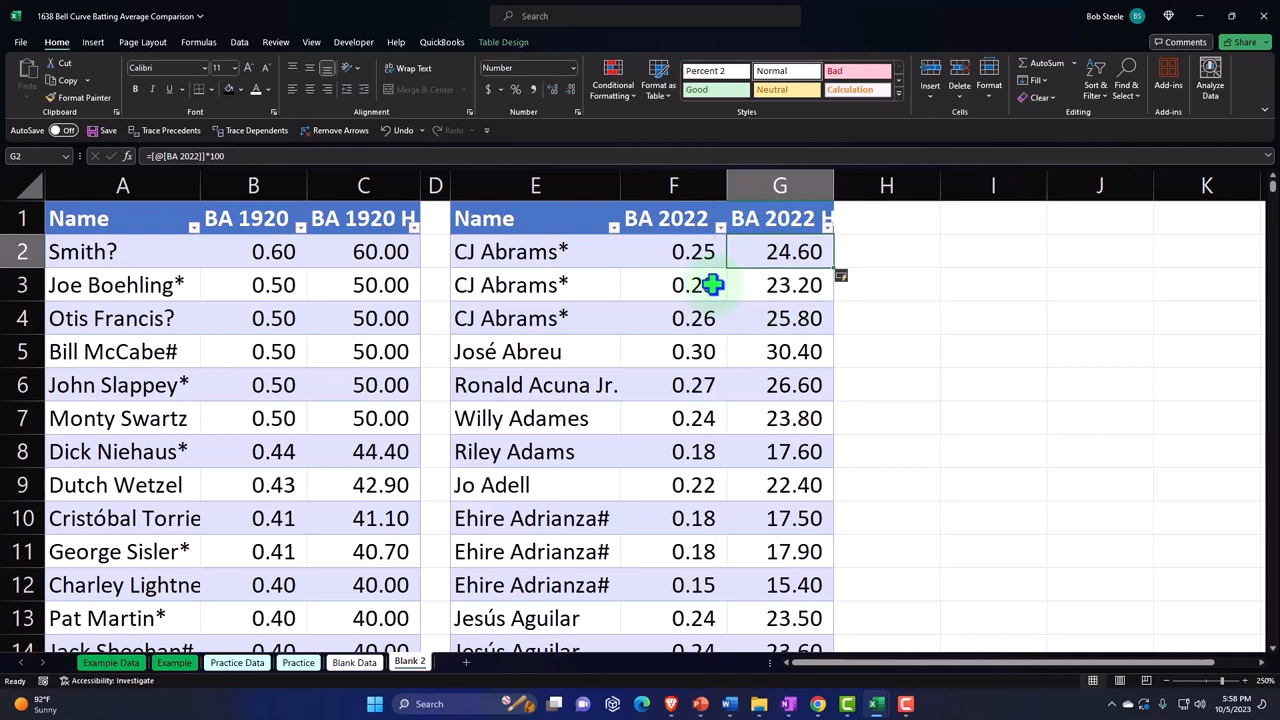 1638 Bell Curve Batting Average Comparison
Search
Bob Steele BS
File Home Insert Page Layout Formulas Data Review View Developer Automate Help QuickBooks Table Design
Comments Share
Cut
Copy
Format Painter
Paste
Clipboard
Calibri 11
Font
Wrap Text
Merge & Center
Alignment
Number
Number
Conditional Formatting
Format as Table
Percent 2 Normal Bad
Good Neutral Calculation
Styles
Insert Delete Format
Cells
AutoSum
Fill
Clear
Sort & Filter
Find & Select
Editing
Add-ins
Add-ins
Analyze Data
AutoSave Off Save Trace Precedents Trace Dependents Remove Arrows Undo Redo
G2 fx =[@[BA 2022]]*100
A B C D E F G H I J K
1 Name BA 1920 BA 1920 H Name BA 2022 BA 2022 H
2 Smith? 0.60 60.00 CJ Abrams* 0.25 24.60
3 Joe Boehling* 0.50 50.00 CJ Abrams* 23.20
4 Otis Francis? 0.50 50.00 CJ Abrams* 0.26 25.80
5 Bill McCabe# 0.50 50.00 José Abreu 0.30 30.40
6 John Slappey* 0.50 50.00 Ronald Acuna Jr. 0.27 26.60
7 Monty Swartz 0.50 50.00 Willy Adames 0.24 23.80
8 Dick Niehaus* 0.44 44.40 Riley Adams 0.18 17.60
9 Dutch Wetzel 0.43 42.90 Jo Adell 0.22 22.40
10 Cristóbal Torrie 0.41 41.10 Ehire Adrianza# 0.18 17.50
11 George Sisler* 0.41 40.70 Ehire Adrianza# 0.18 17.90
12 Charley Lightne 0.40 40.00 Ehire Adrianza# 0.15 15.40
13 Pat Martin* 0.40 40.00 Jesús Aguilar 0.24 23.50
14 Jack Sheehan# 0.40 40.00 Jesús Aguilar 0.24 23.60
Example Data Example Practice Data Practice Blank Data Blank 2
Ready Accessibility: Investigate 250%
92°F
Sunny
Search
5:58 PM
10/5/2023